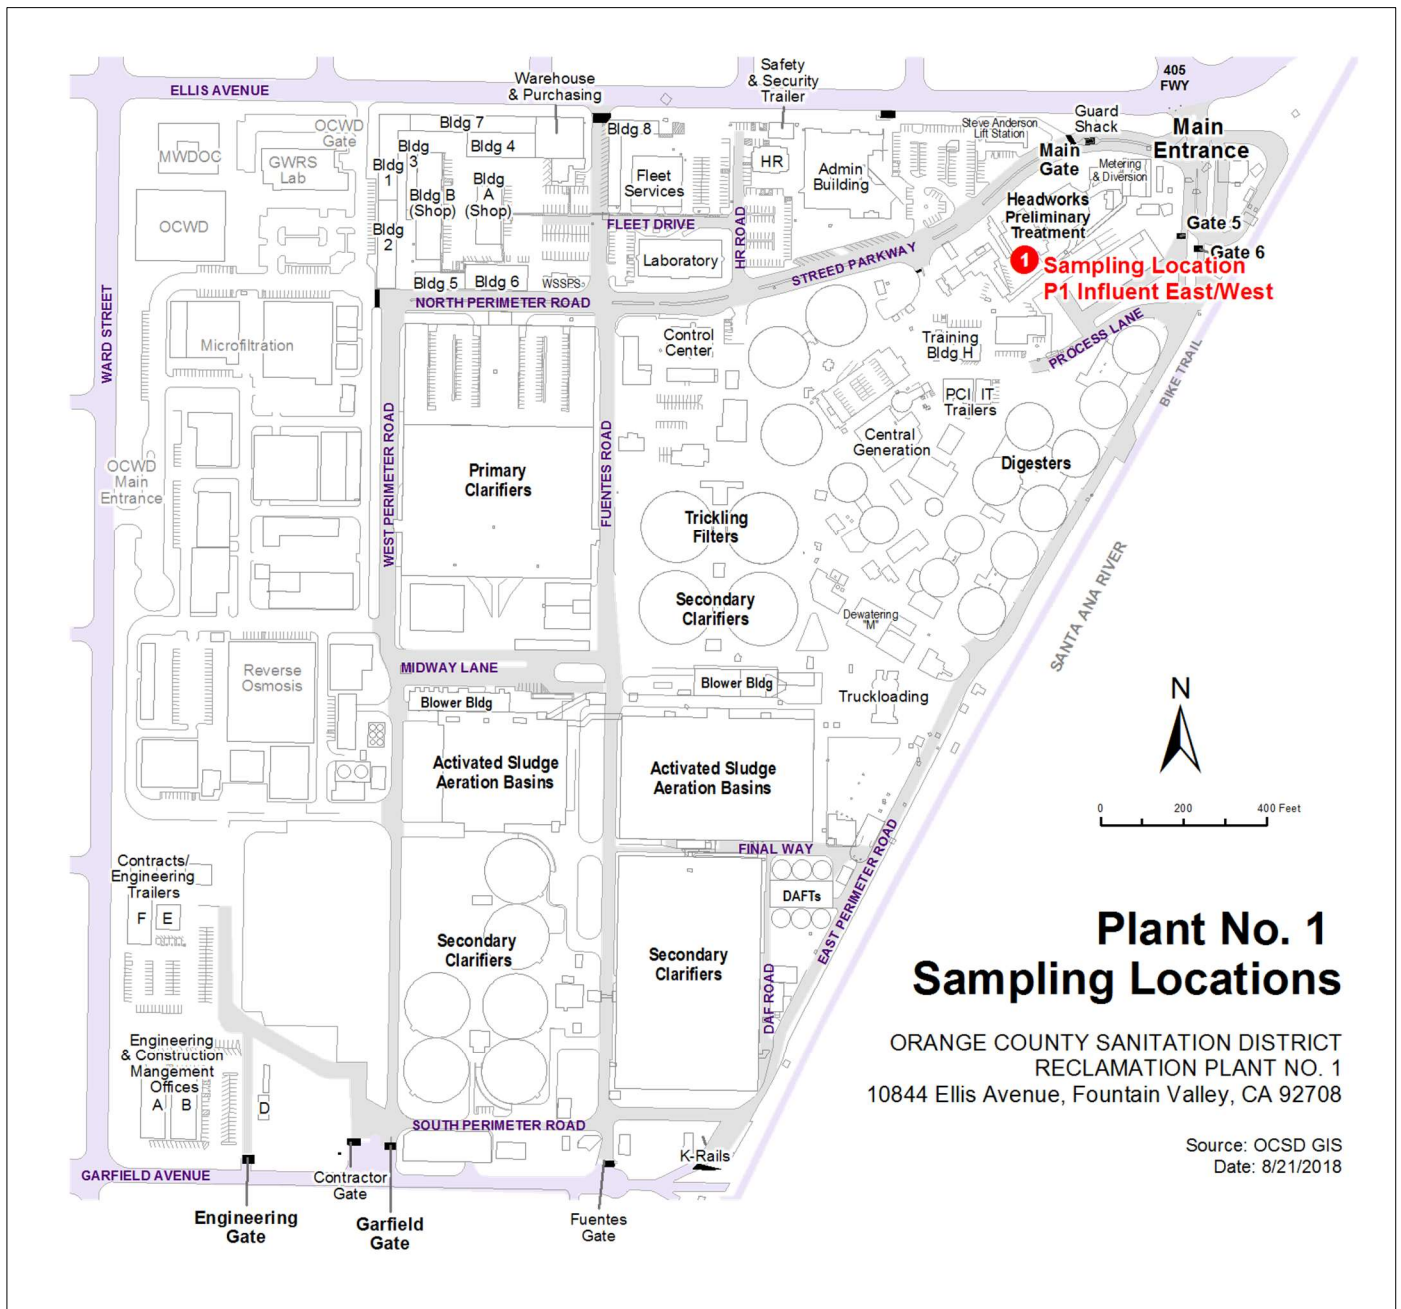 ELLIS AVENUE
Warehouse
& Purchasing
Safety
& Security
Trailer
405
FWY
OCWD
Gate
MWDOC
GWRS
Lab
OCWD
Bldg 7
Bldg 4
Bldg
3
Bldg
1
Bldg B
(Shop)
Bldg
A
(Shop)
Bldg
2
Bldg 5
Bldg 6
WSSPS
Bldg 8
Fleet
Services
FLEET DRIVE
Laboratory
HR
HR ROAD
Admin
Building
Steve Anderson
Lift Station
Guard
Shack
Main
Gate
Main
Entrance
Metering
& Diversion
Headworks
Preliminary
Treatment
Gate 5
Gate 6
1
Sampling Location
P1 Influent East/West
STREED PARKWAY
NORTH PERIMETER ROAD
WARD STREET
Microfiltration
Control
Center
Training
Bldg H
PROCESS LANE
BIKE TRAIL
PCI
IT
Trailers
Central
Generation
Digesters
WEST PERIMETER ROAD
FUENTES ROAD
OCWD
Main
Entrance
Primary
Clarifiers
Trickling
Filters
Secondary
Clarifiers
Dewatering
"M"
SANTA ANA RIVER
Reverse
Osmosis
MIDWAY LANE
Blower Bldg
Blower Bldg
Truckloading
N
Activated Sludge
Aeration Basins
Activated Sludge
Aeration Basins
0 200 400 Feet
FINAL WAY
EAST PERIMETER ROAD
DAFTs
Contracts/
Engineering
Trailers
F
E
Secondary
Clarifiers
Secondary
Clarifiers
DAF ROAD
Plant No. 1
Sampling Locations
Engineering
& Construction
Mangement
Offices
A
B
D
ORANGE COUNTY SANITATION DISTRICT
RECLAMATION PLANT NO. 1
10844 Ellis Avenue, Fountain Valley, CA 92708
SOUTH PERIMETER ROAD
K-Rails
Source: OCSD GIS
Date: 8/21/2018
GARFIELD AVENUE
Contractor
Gate
Engineering
Gate
Garfield
Gate
Fuentes
Gate